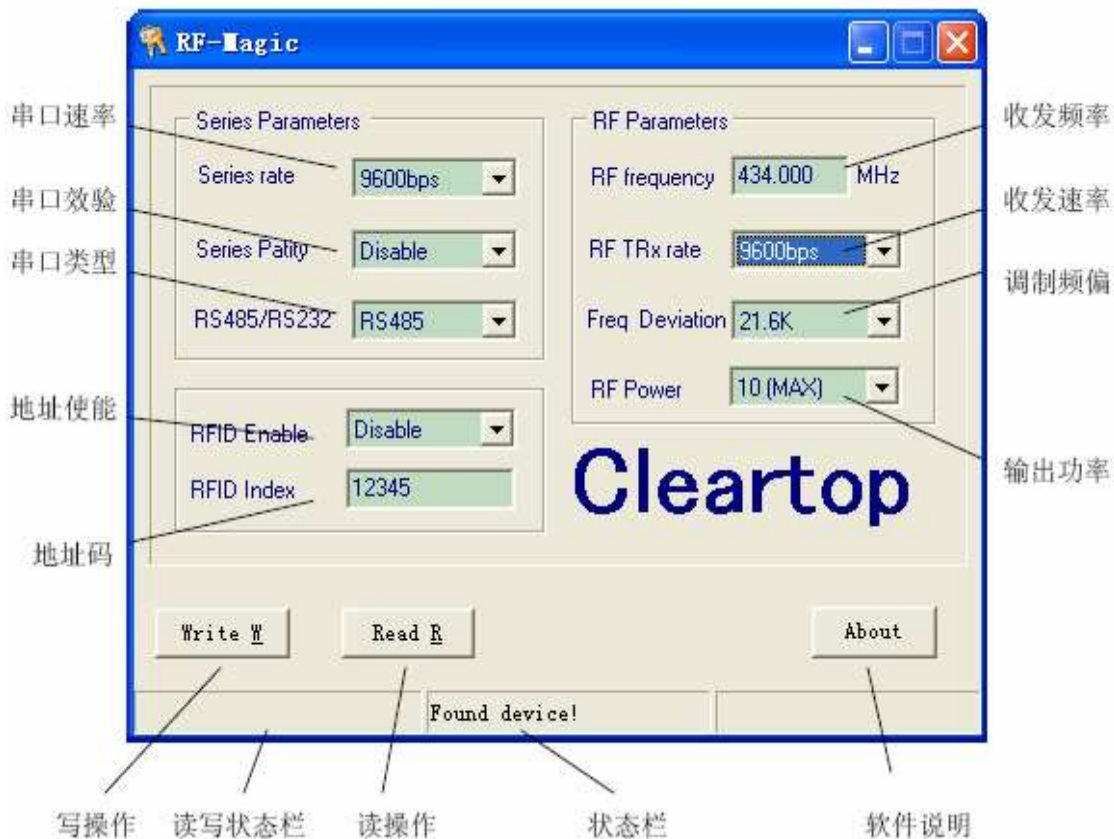 RF-Magic
串口速率
Series Parameters
RF Parameters
收发频率
Series rate
9600bps
RF frequency
434.000
MHz
串口效验
Series Patity
Disable
RF TRx rate
9600bps
收发速率
串口类型
RS485/RS232
RS485
Freq Deviation
21.6K
调制频偏
RF Power
10 (MAX)
地址使能
RFID Enable
Disable
输出功率
RFID Index
12345
Cleartop
地址码
Write W
Read R
About
Found device!
写操作
读写状态栏
读操作
状态栏
软件说明